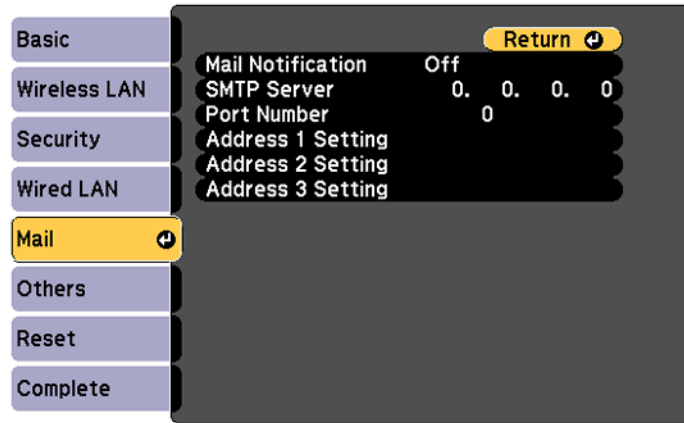 Basic
Wireless LAN
Security
Wired LAN
Mail
Others
Reset
Complete
Return
Mail Notification Off
SMTP Server 0. 0. 0. 0
Port Number 0
Address 1 Setting
Address 2 Setting
Address 3 Setting